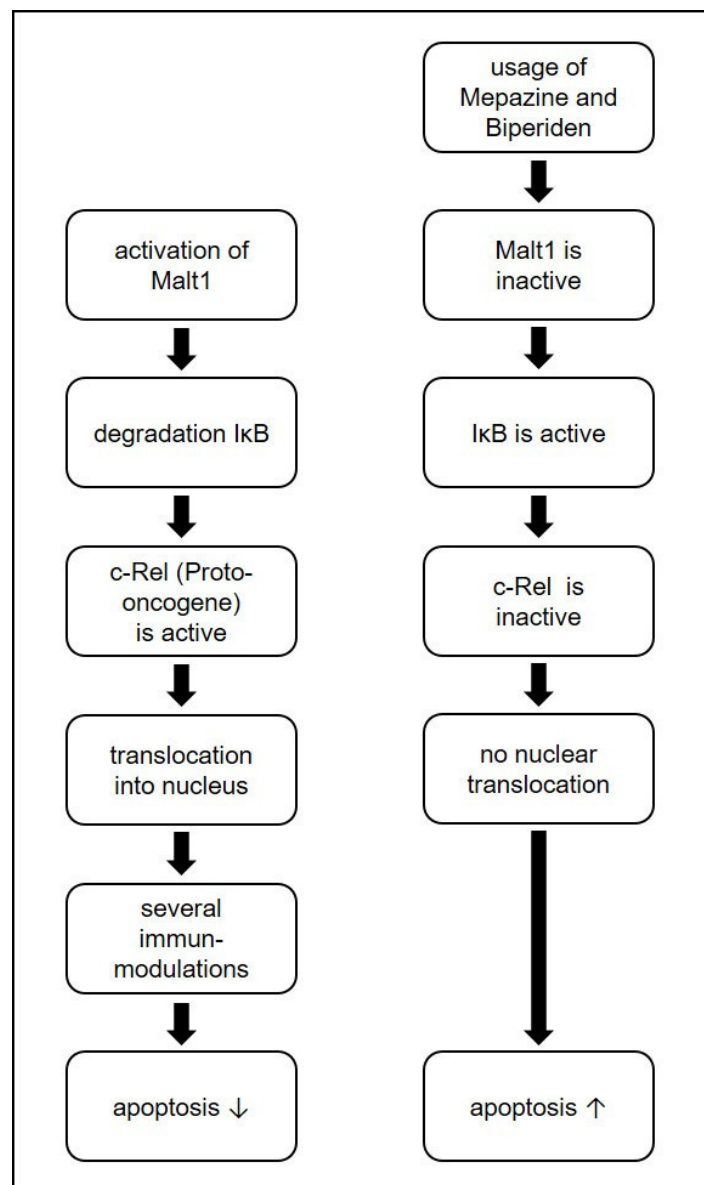 activation of
Malt1
degradation IκB
c-Rel (Proto-
oncogene)
is active
translocation
into nucleus
several
immun-
modulations
apoptosis ↓
usage of
Mepazine and
Biperiden
Malt1 is
inactive
IκB is active
c-Rel is
inactive
no nuclear
translocation
apoptosis ↑